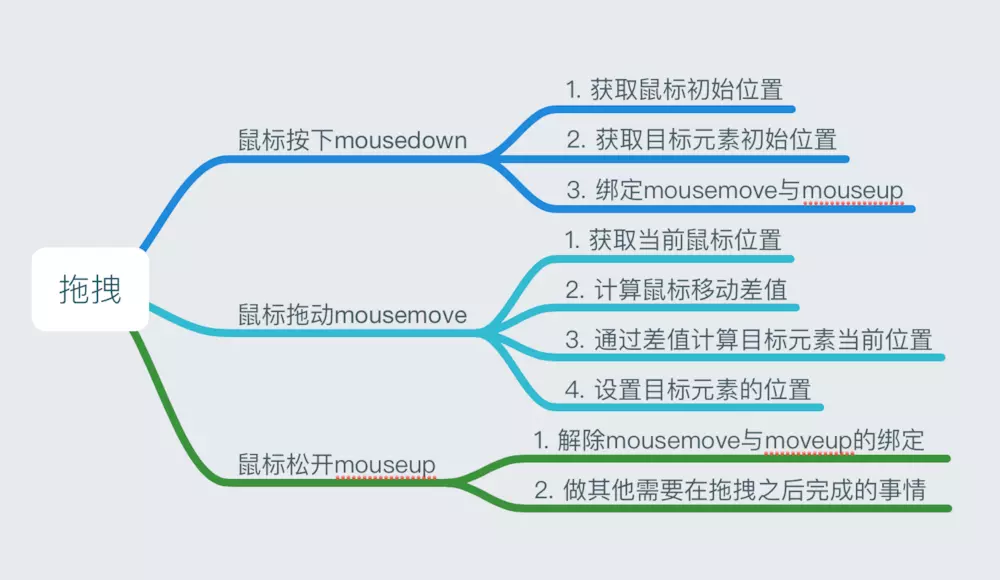 拖拽
鼠标按下mousedown
1. 获取鼠标初始位置
2. 获取目标元素初始位置
3. 绑定mousemove与mouseup
鼠标拖动mousemove
1. 获取当前鼠标位置
2. 计算鼠标移动差值
3. 通过差值计算目标元素当前位置
4. 设置目标元素的位置
鼠标松开mouseup
1. 解除mousemove与moveup的绑定
2. 做其他需要在拖拽之后完成的事情